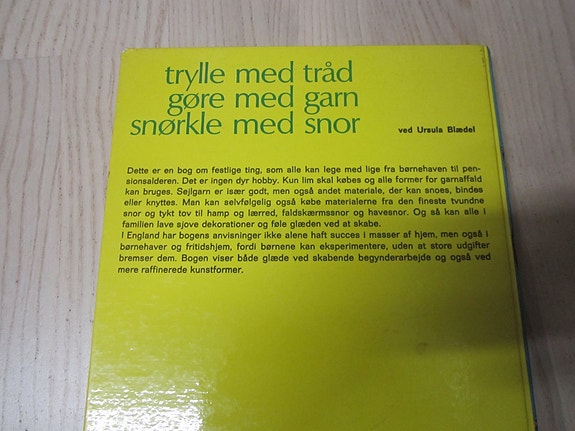 trylle med tråd
gøre med garn
snørkle med snor
ved Ursula Blædel
Dette er en bog om festlige ting, som alle kan lege med lige fra børnehaven til pen-
sionsalderen. Det er ingen dyr hobby. Kun lim skal købes og alle former for garnaffald
kan bruges. Sejlgarn er især godt, men også andet materiale, der kan snoes, bindes
eller knyttes. Man kan selvfølgelig også købe materialerne fra den fineste tvundne
snor og tykt tov til hamp og lærred, faldskærmssnor og havesnor. Og så kan alle i
familien lave sjove dekorationer og føle glæden ved at skabe.
I England har bogens anvisninger ikke alene haft succes i masser af hjem, men også i
børnehaver og fritidshjem, fordi børnene kan eksperimentere, uden at store udgifter
bremser dem. Bogen viser både glæde ved skabende begynderarbejde og også ved
mere raffinerede kunstformer.